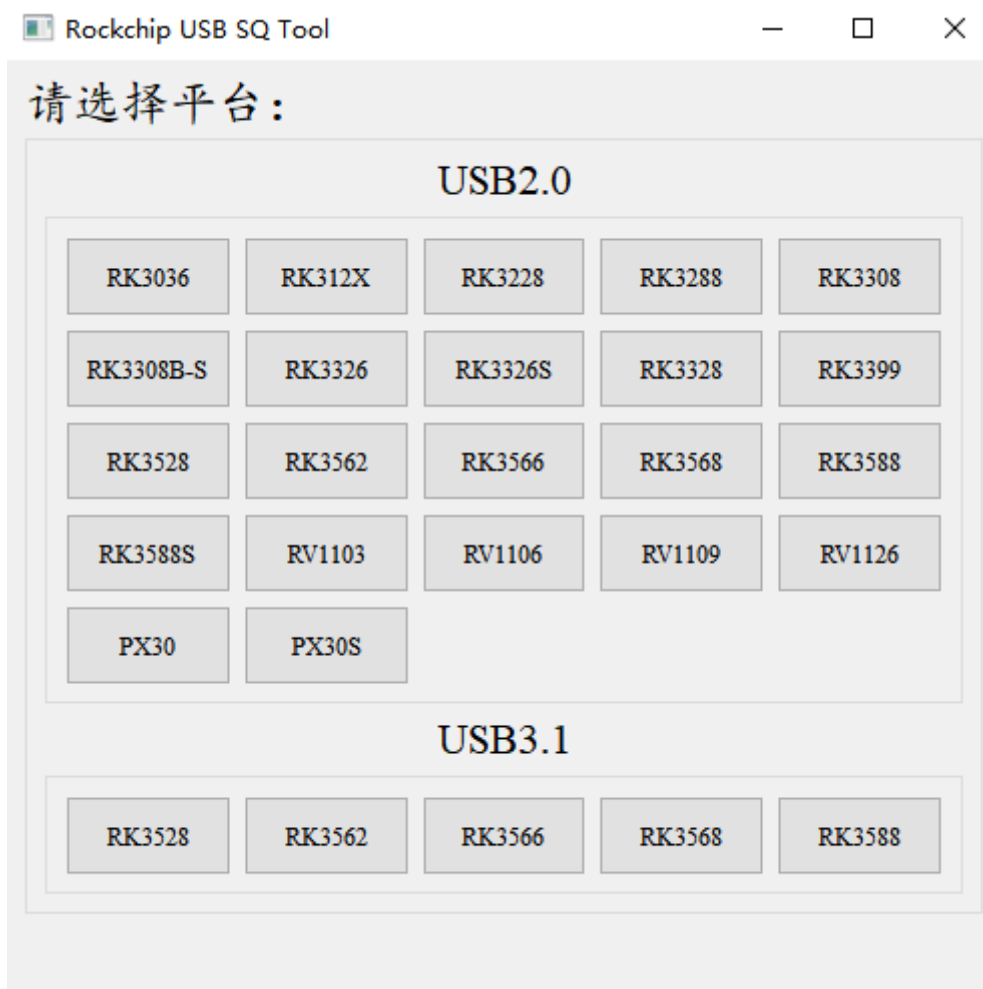 Rockchip USB SQ Tool
请选择平台：
USB2.0
RK3036 RK312X RK3228 RK3288 RK3308
RK3308B-S RK3326 RK3326S RK3328 RK3399
RK3528 RK3562 RK3566 RK3568 RK3588
RK3588S RV1103 RV1106 RV1109 RV1126
PX30 PX30S
USB3.1
RK3528 RK3562 RK3566 RK3568 RK3588